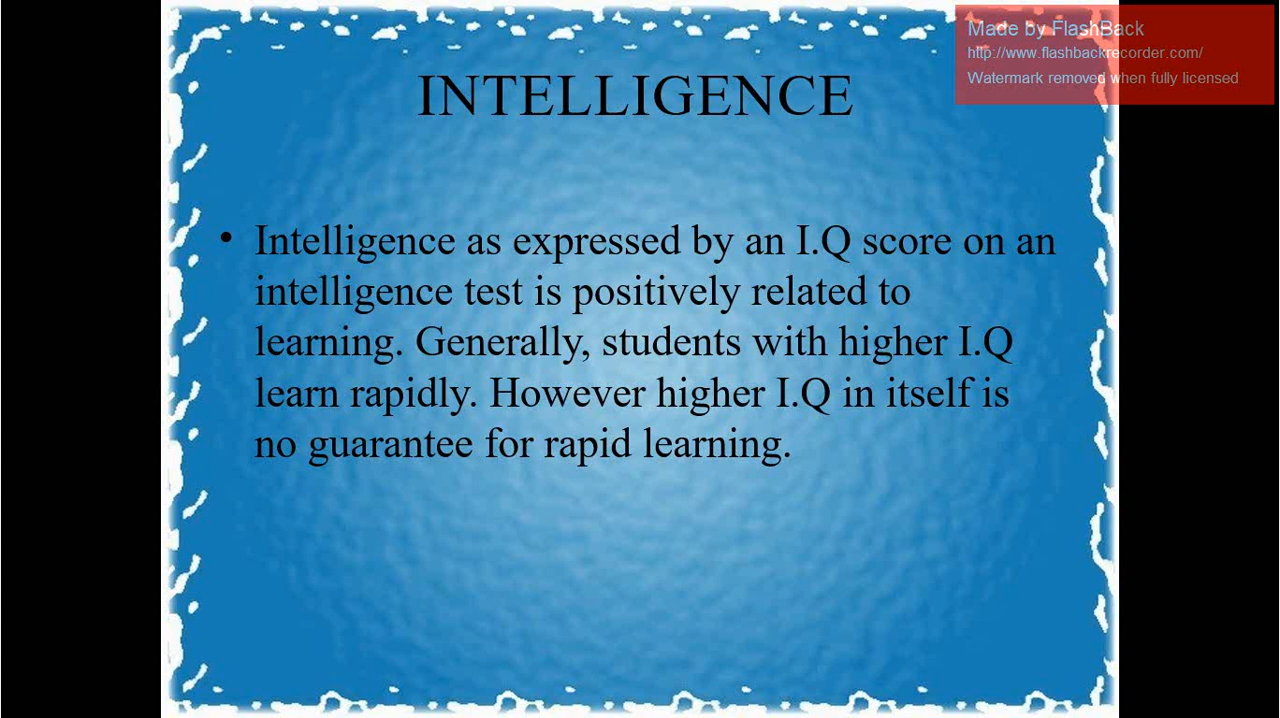 Made by FlashBack
http://www.flashbackrecorder.com/
Watermark removed when fully licensed
INTELLIGENCE
• Intelligence as expressed by an I.Q score on an
intelligence test is positively related to
learning. Generally, students with higher I.Q
learn rapidly. However higher I.Q in itself is
no guarantee for rapid learning.